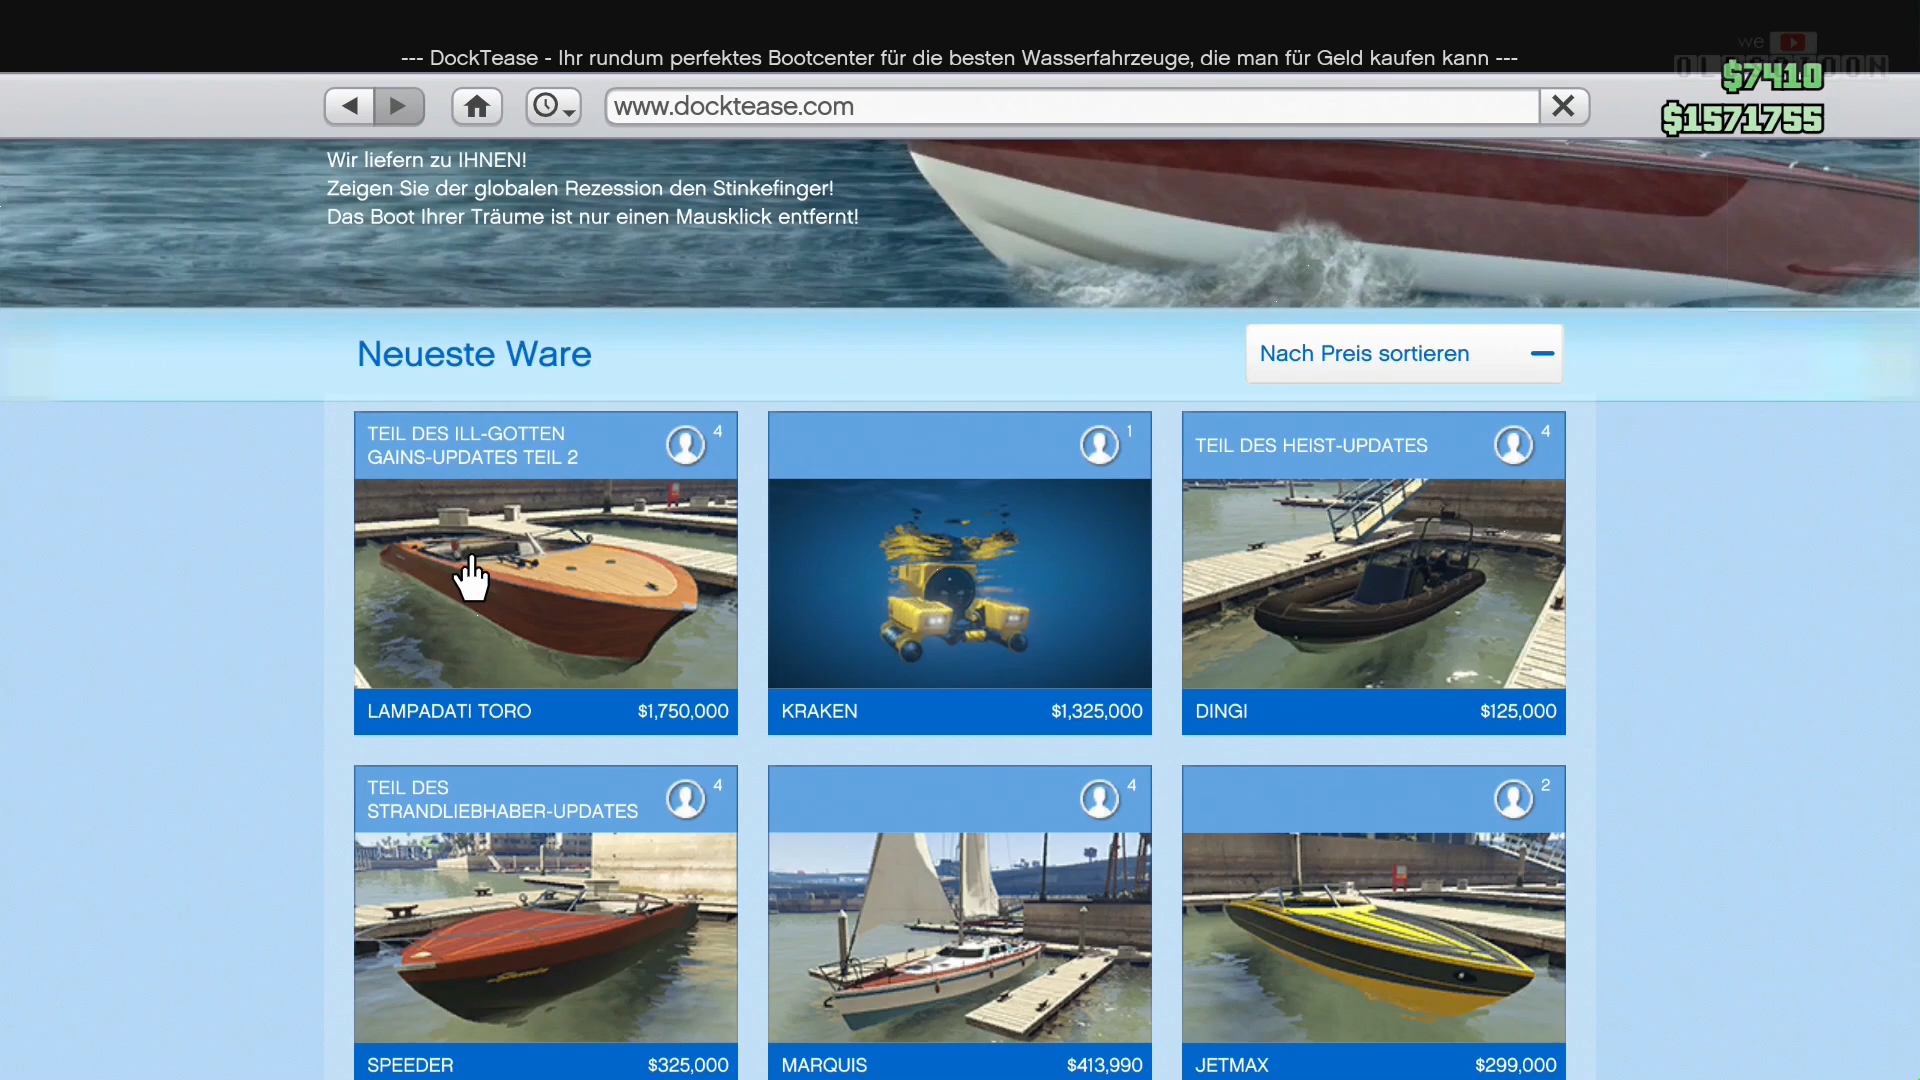 --- DockTease - Ihr rundum perfektes Bootcenter für die besten Wasserfahrzeuge, die man für Geld kaufen kann ---
we
$7410
www.docktease.com
$1571755
Wir liefern zu IHNEN!
Zeigen Sie der globalen Rezession den Stinkefinger!
Das Boot Ihrer Träume ist nur einen Mausklick entfernt!
Neueste Ware
Nach Preis sortieren
TEIL DES ILL-GOTTEN
GAINS-UPDATES TEIL 2
4
1
TEIL DES HEIST-UPDATES
4
LAMPADATI TORO
$1,750,000
KRAKEN
$1,325,000
DINGI
$125,000
TEIL DES
STRANDLIEBHABER-UPDATES
4
4
2
SPEEDER
$325,000
MARQUIS
$413,990
JETMAX
$299,000